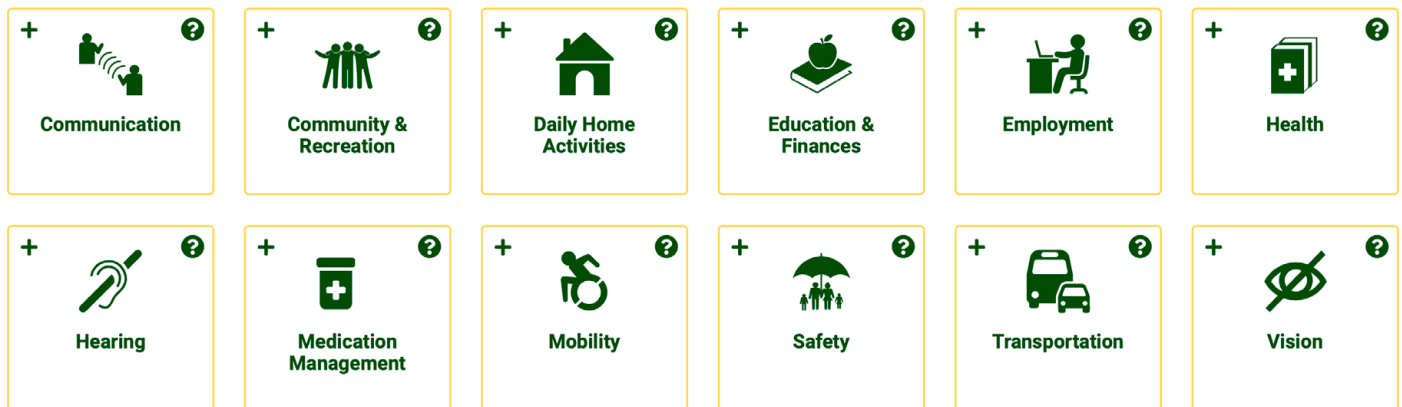 Communication
Community &
Recreation
Daily Home
Activities
Education &
Finances
Employment
Health
Hearing
Medication
Management
Mobility
Safety
Transportation
Vision